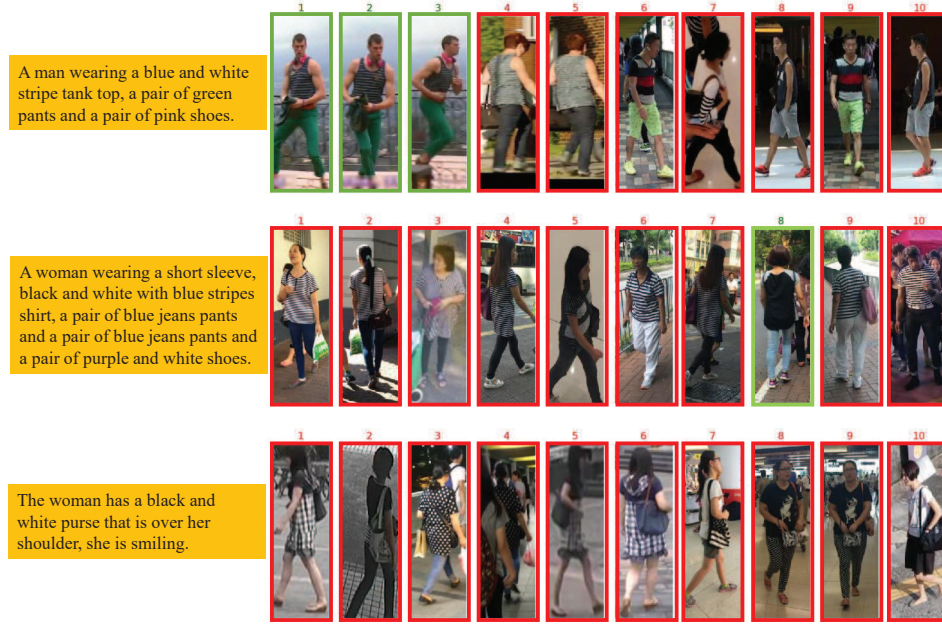 1 2 3 4 5 6 7 8 9 10
A man wearing a blue and white
stripe tank top, a pair of green
pants and a pair of pink shoes.
1 2 3 4 5 6 7 8 9 10
A woman wearing a short sleeve,
black and white with blue stripes
shirt, a pair of blue jeans pants
and a pair of blue jeans pants and
a pair of purple and white shoes.
1 2 3 4 5 6 7 8 9 10
The woman has a black and
white purse that is over her
shoulder, she is smiling.